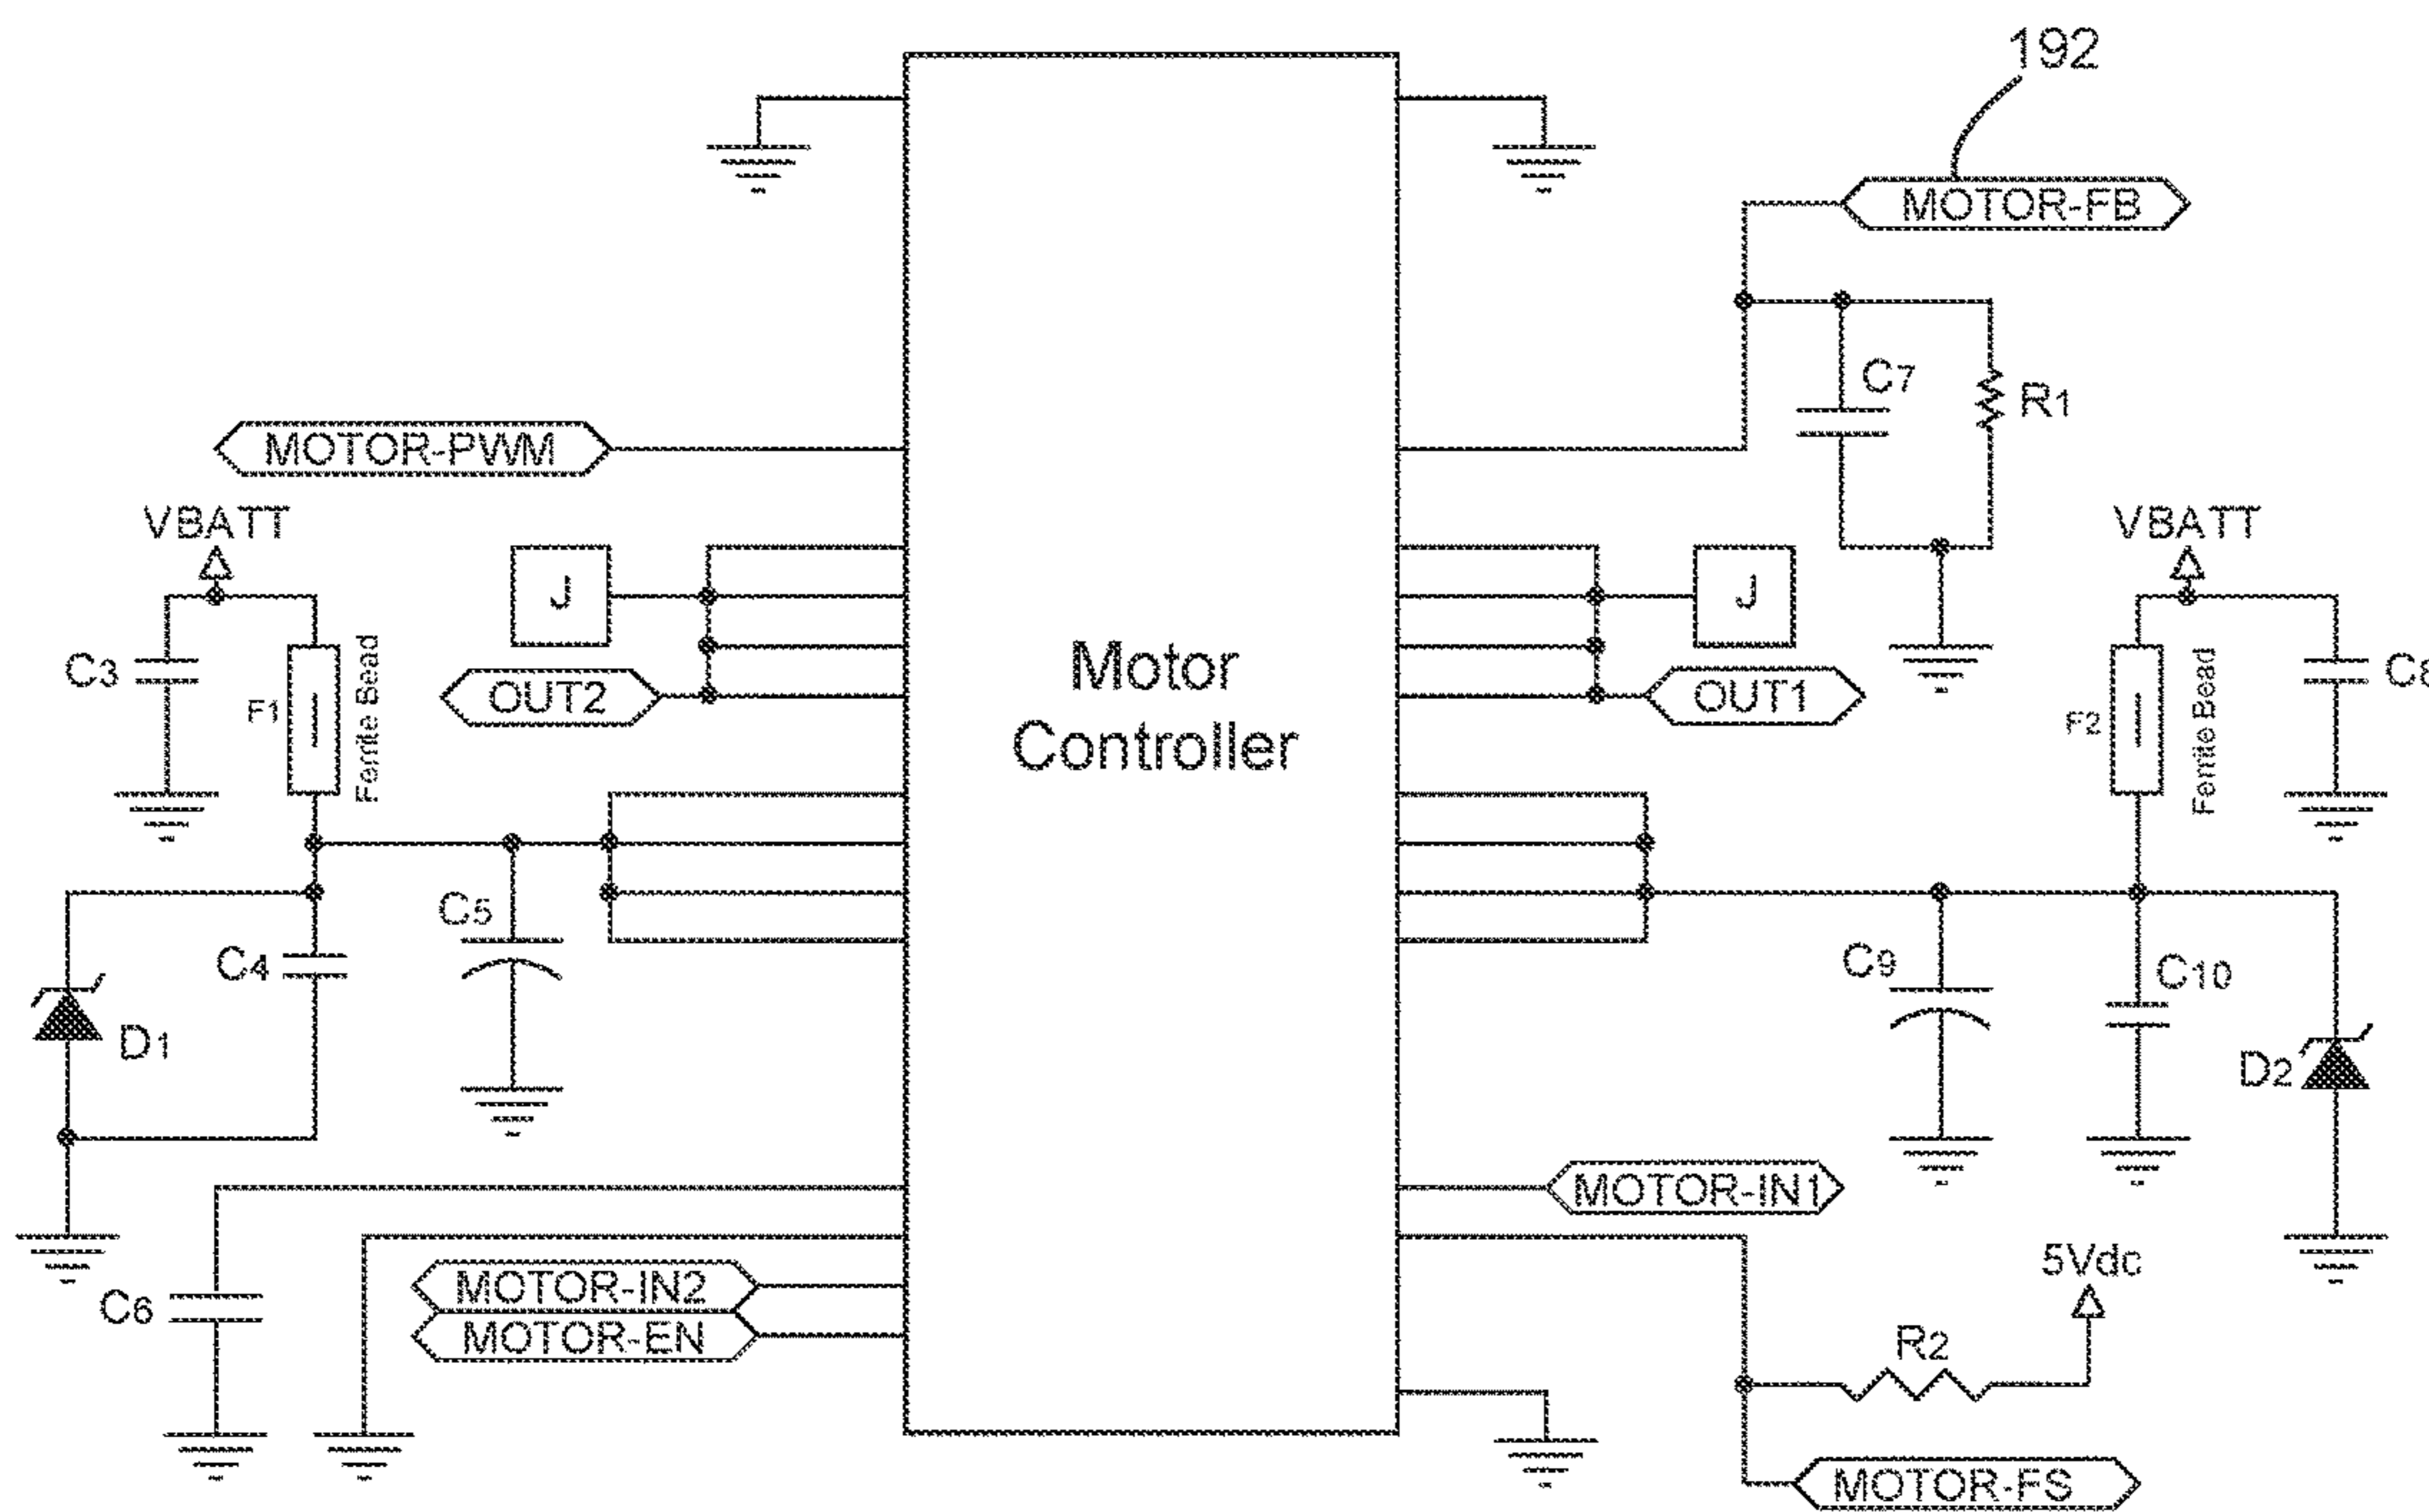 192
MOTOR-FB
C7
R1
MOTOR-PWM
VBATT
VBATT
J
J
C3
F1
Ferrite Bead
OUT2
Motor
Controller
OUT1
F2
Ferrite Bead
C8
C5
C4
C9
C10
D1
D2
MOTOR-IN1
MOTOR-IN2
MOTOR-EN
C6
5Vdc
R2
MOTOR-FS